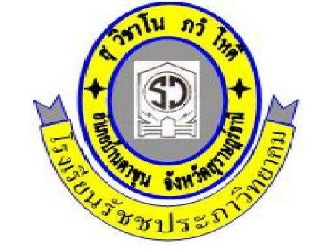 สุ วิชาโน ภวํ โหติ
รว
อำเภอบ้านตาขุน จังหวัดสุราษฎร์ธานี
โรงเรียนรัชชประภาวิทยาคม